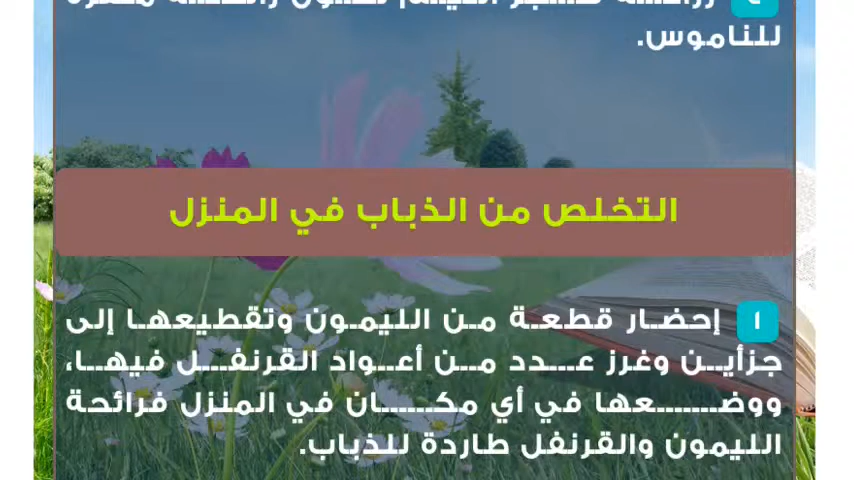 للناموس.
التخلص من الذباب في المنزل
١ إحضار قطعة من الليمون وتقطيعها إلى
جزأين وغرز عدد من أعواد القرنفل فيها،
ووضعها في أي مكان في المنزل فرائحة
الليمون والقرنفل طاردة للذباب.